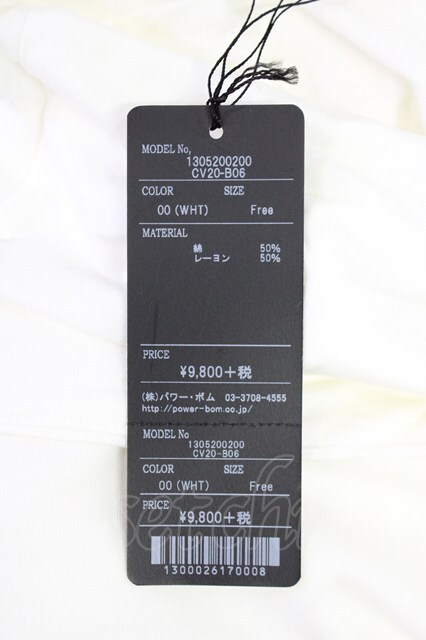 MODEL No,
1305200200
CV20-B06
COLOR SIZE
00 (WHT) Free
MATERIAL
綿 50%
レーヨン 50%
PRICE
¥9,800+税
(株)パワー・ボム 03-3708-4555
http://power-bom.co.jp/
MODEL No
1305200200
CV20-B06
COLOR SIZE
00 (WHT) Free
PRICE
¥9,800+税
1300026170008